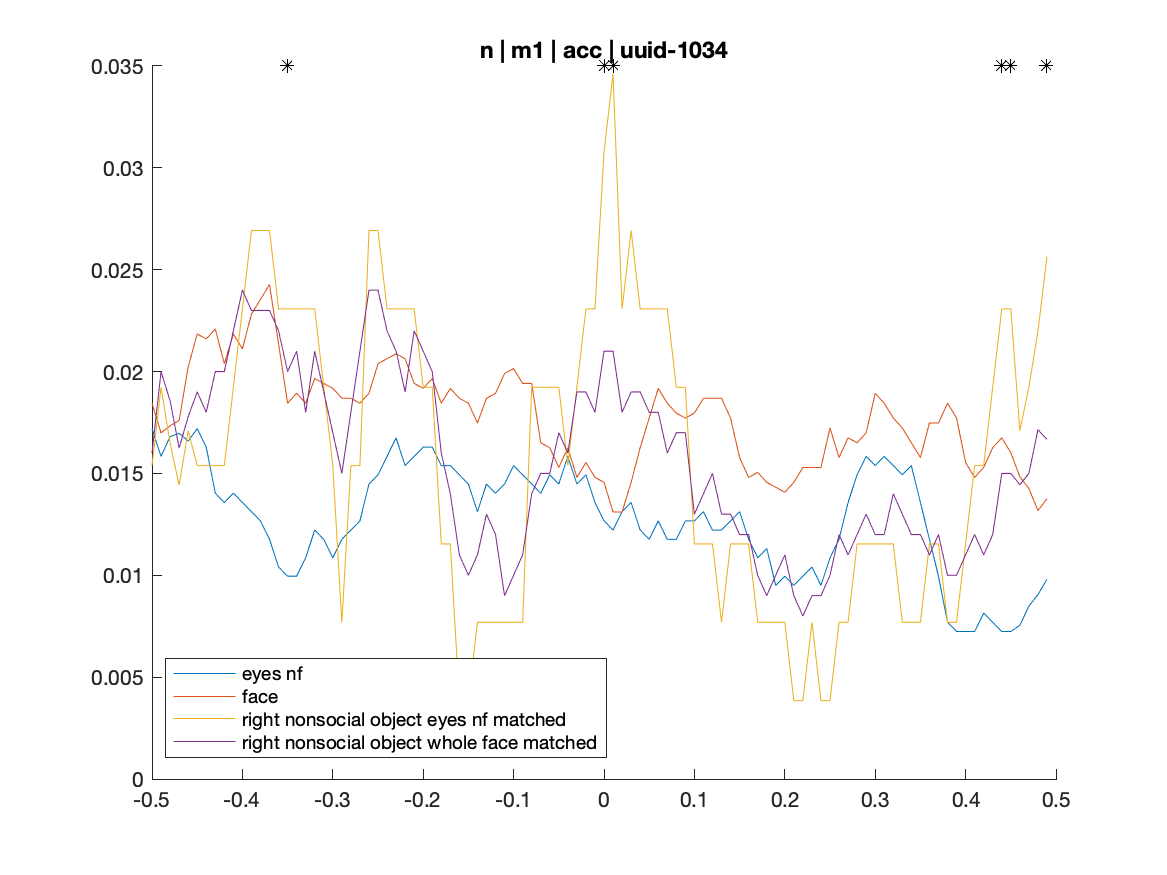 n | m1 | acc | uuid-1034
0.035
0.03
0.025
0.02
0.015
0.01
0.005
0
eyes nf
face
right nonsocial object eyes nf matched
right nonsocial object whole face matched
-0.5 -0.4 -0.3 -0.2 -0.1 0 0.1 0.2 0.3 0.4 0.5